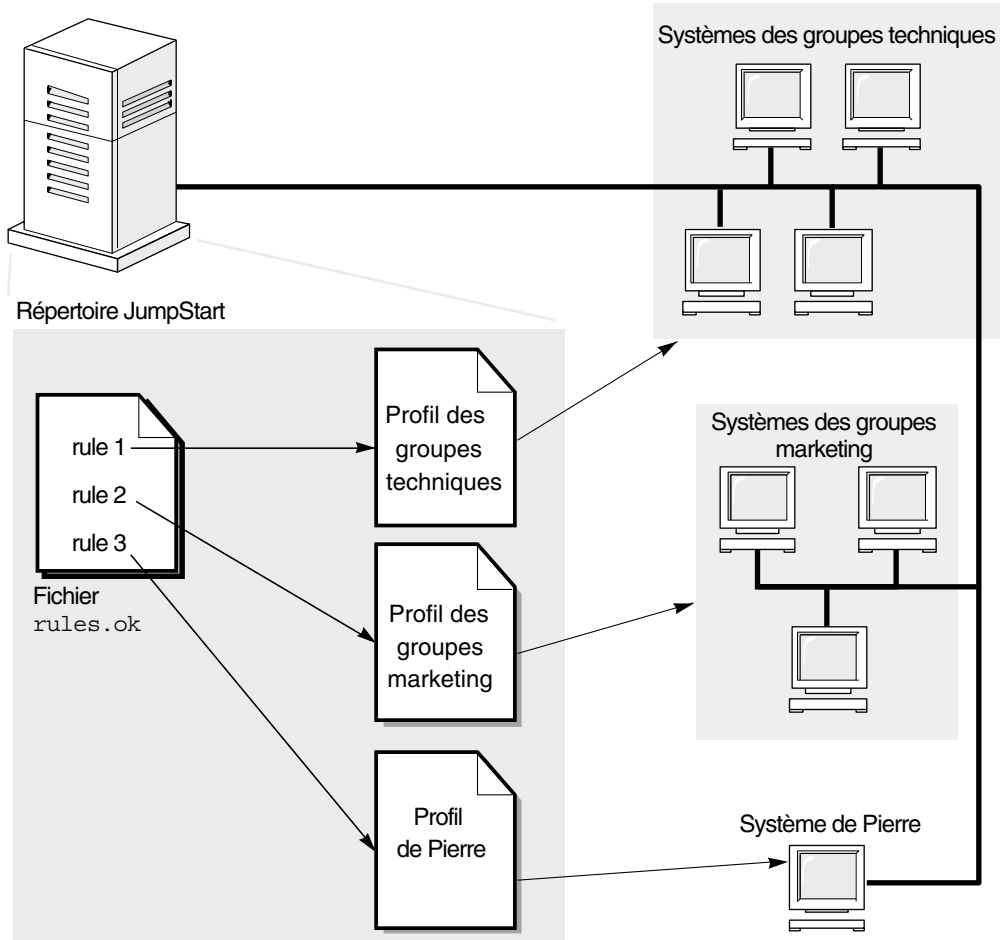 Systèmes des groupes techniques
Répertoire JumpStart
rule 1
rule 2
rule 3
Fichier
rules.ok
Profil des
groupes
techniques
Profil des
groupes
marketing
Profil
de Pierre
Systèmes des groupes
marketing
Système de Pierre